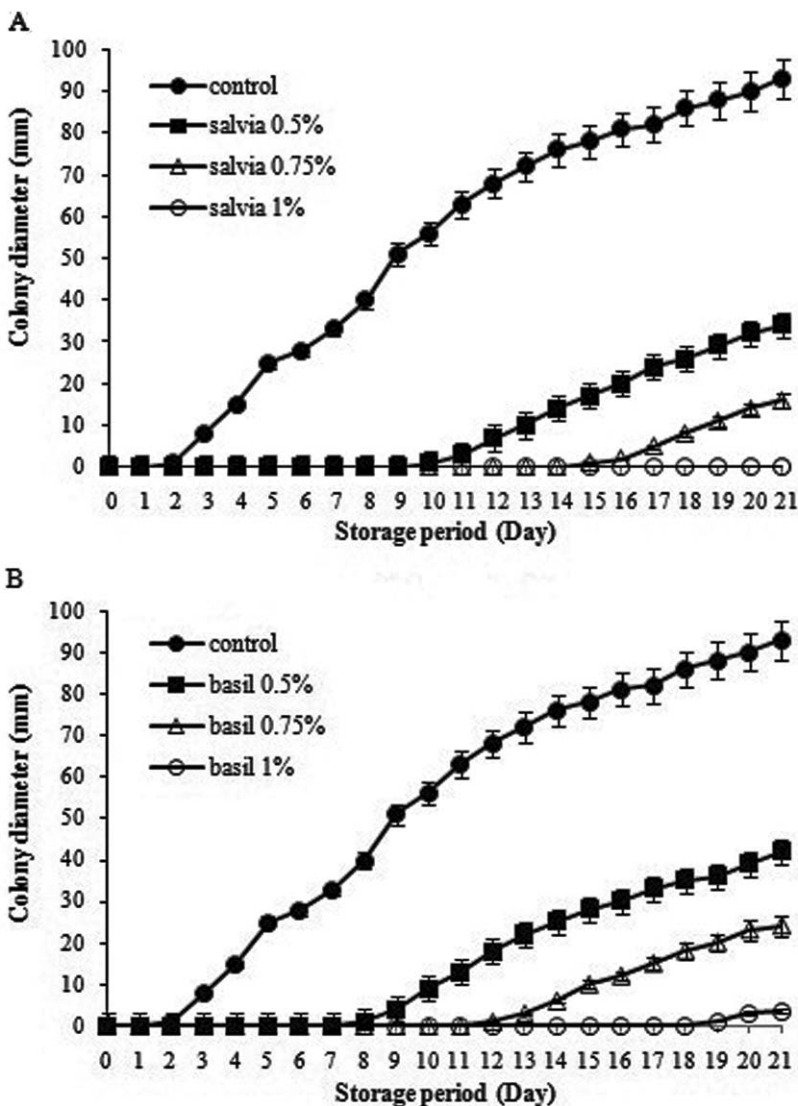 A
Colony diameter (mm)
100
90
80
70
60
50
40
30
20
10
0
control
salvia 0.5%
salvia 0.75%
salvia 1%
0 1 2 3 4 5 6 7 8 9 10 11 12 13 14 15 16 17 18 19 20 21
Storage period (Day)
B
Colony diameter (mm)
100
90
80
70
60
50
40
30
20
10
0
control
basil 0.5%
basil 0.75%
basil 1%
0 1 2 3 4 5 6 7 8 9 10 11 12 13 14 15 16 17 18 19 20 21
Storage period (Day)